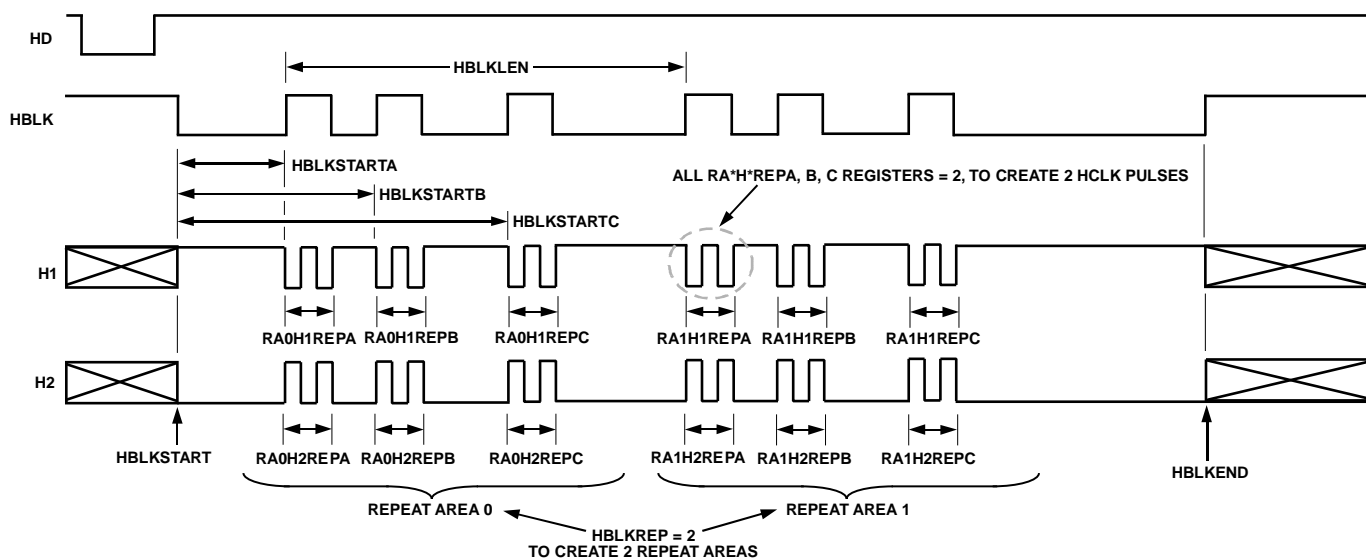 HD
HBLKLEN
HBLK
HBLKSTARTA
ALL RA*H*REPA, B, C REGISTERS = 2, TO CREATE 2 HCLK PULSES
HBLKSTARTB
HBLKSTARTC
H1
RA0H1REPA RA0H1REPB RA0H1REPC RA1H1REPA RA1H1REPB RA1H1REPC
H2
HBLKSTART
RA0H2REPA RA0H2REPB RA0H2REPC RA1H2REPA RA1H2REPB RA1H2REPC
HBLKEND
REPEAT AREA 0
REPEAT AREA 1
HBLKREP = 2
TO CREATE 2 REPEAT AREAS